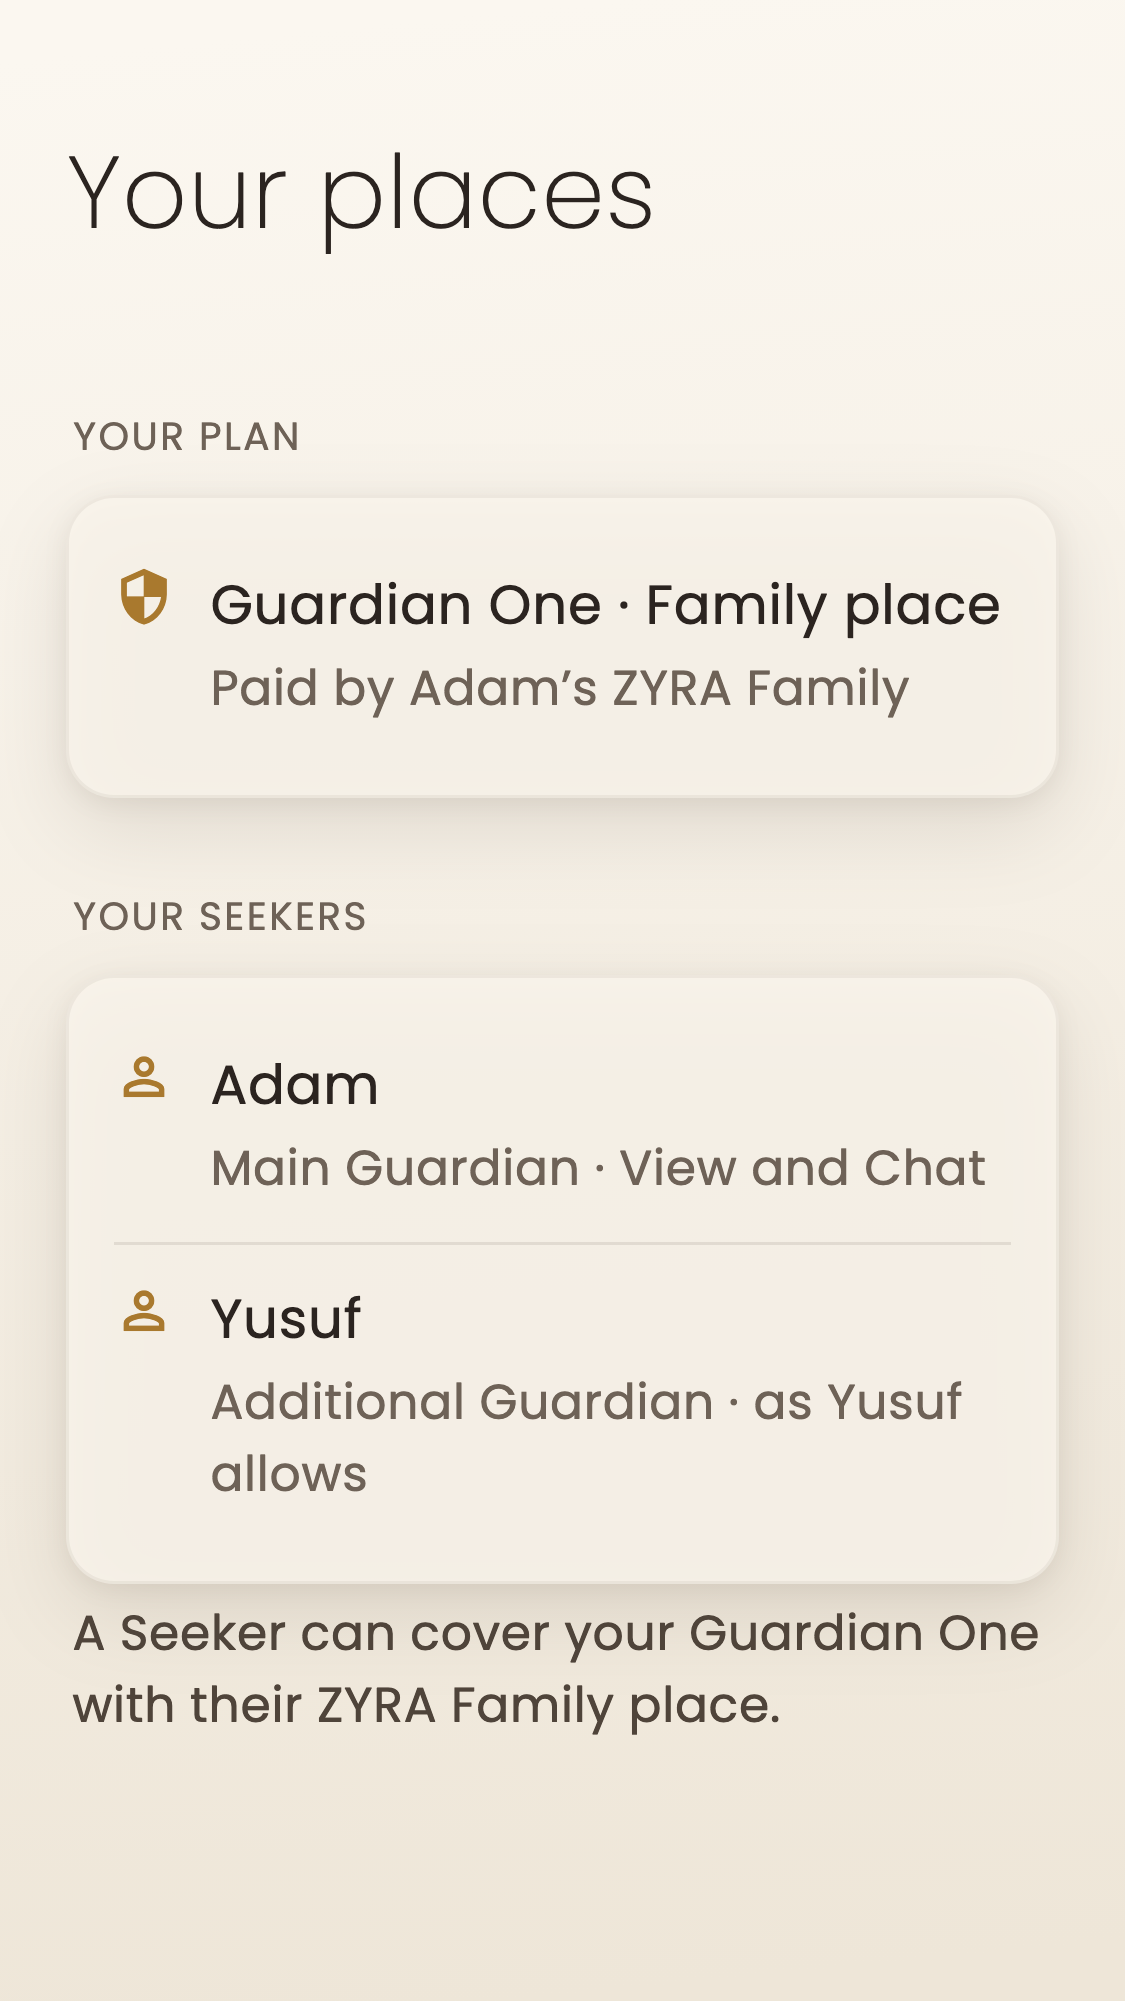 Your places
YOUR PLAN
Guardian One · Family place
Paid by Adam’s ZYRA Family
YOUR SEEKERS
Adam
Main Guardian · View and Chat
Yusuf
Additional Guardian · as Yusuf
allows
A Seeker can cover your Guardian One
with their ZYRA Family place.